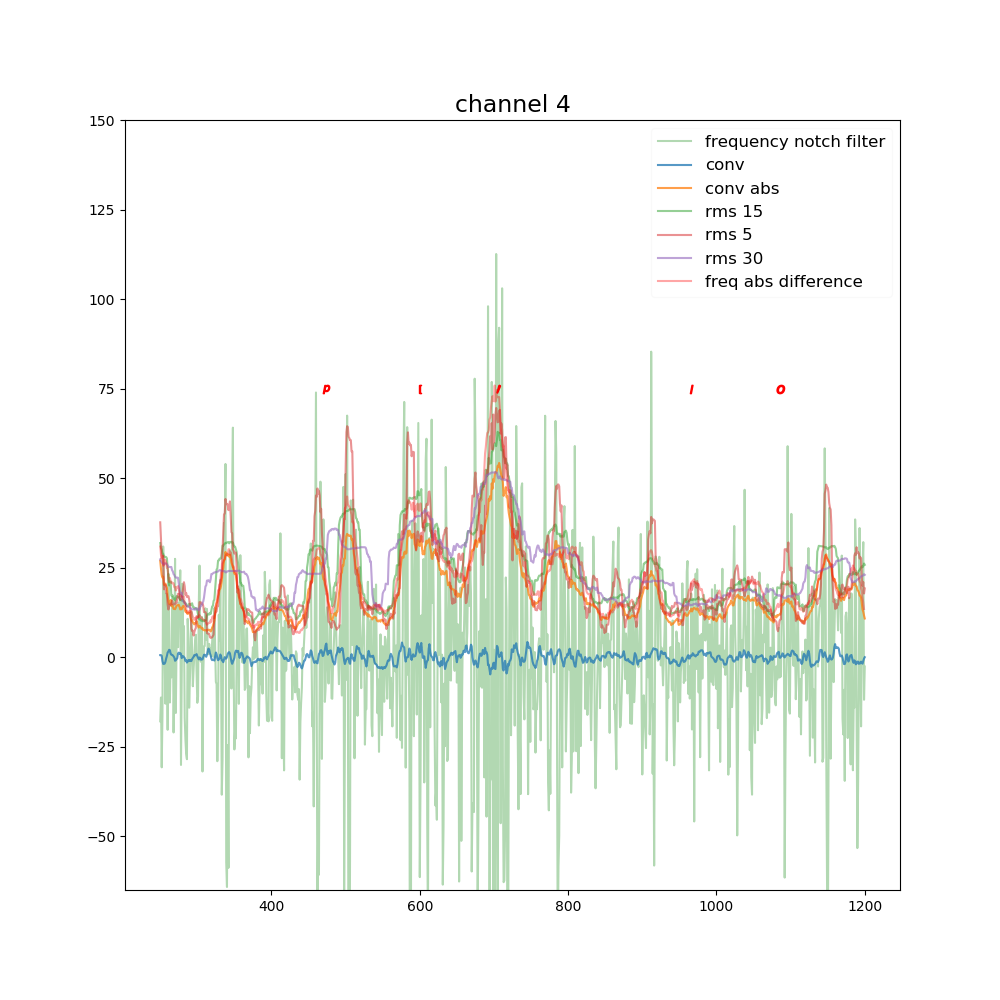 channel 4
150
125
100
75
50
25
0
−25
−50
frequency notch filter
conv
conv abs
rms 15
rms 5
rms 30
freq abs difference
P
I
O
400
600
800
1000
1200